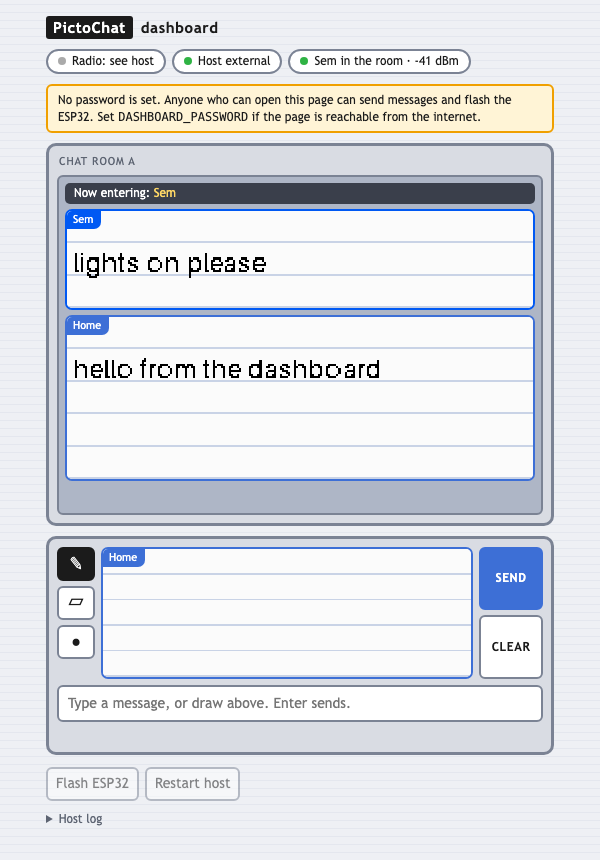 PictoChat dashboard
Radio: see host
Host external
Sem in the room · -41 dBm
No password is set. Anyone who can open this page can send messages and flash the
ESP32. Set DASHBOARD_PASSWORD if the page is reachable from the internet.
CHAT ROOM A
Now entering: Sem
Sem
lights on please
Home
hello from the dashboard
Home
SEND
CLEAR
Type a message, or draw above. Enter sends.
Flash ESP32
Restart host
Host log